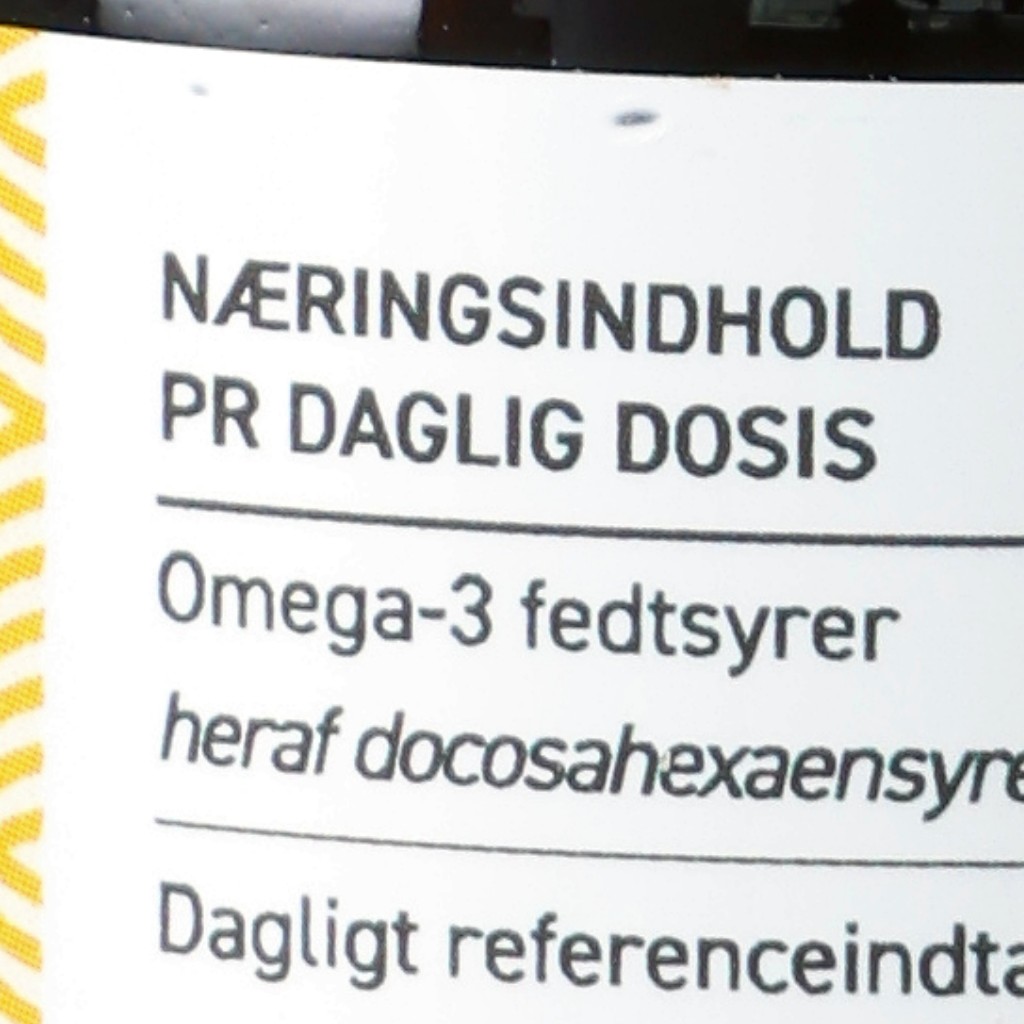 NÆRINGSINDHOLD
PR DAGLIG DOSIS
Omega-3 fedtsyrer
heraf docosahexaensyre
Dagligt referenceindta